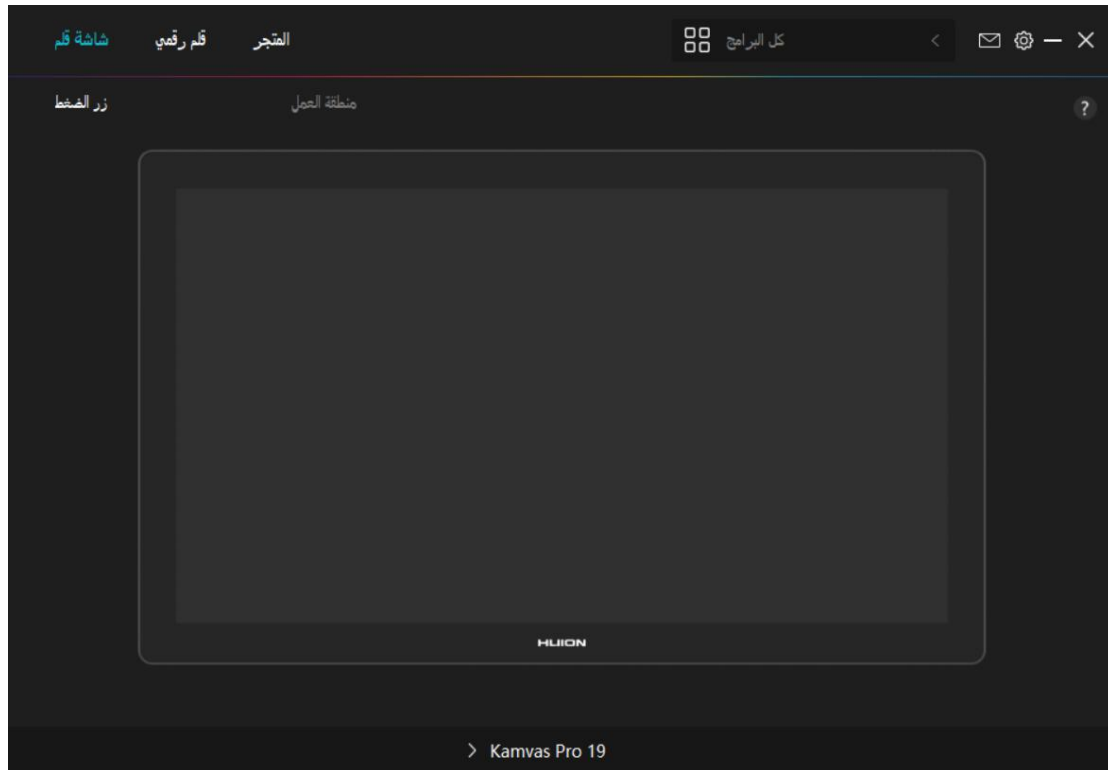 شاشة قلم
قلم رقمي
المتجر
كل البرامج
زر الضغط
منطقة العمل
?
HUION
Kamvas Pro 19